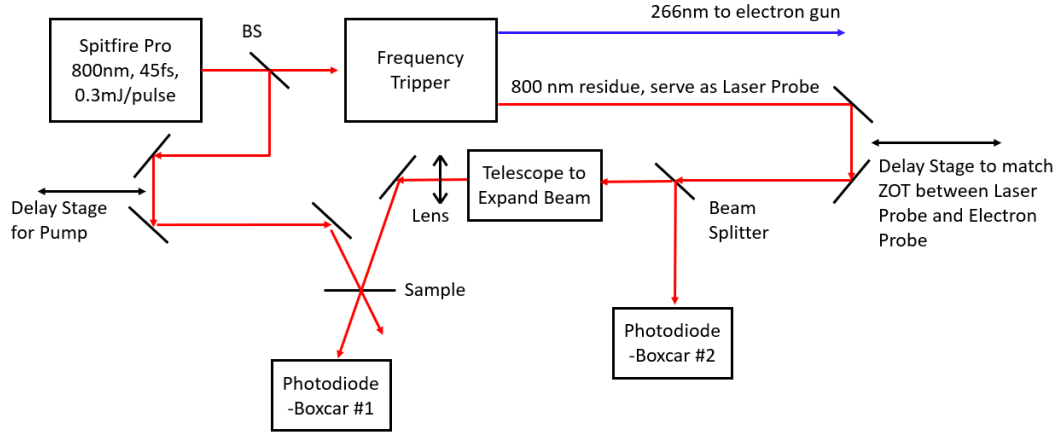 Spitfire Pro
800nm, 45fs,
0.3mJ/pulse
BS
Frequency
Tripper
266nm to electron gun
800 nm residue, serve as Laser Probe
Delay Stage
for Pump
Lens
Telescope to
Expand Beam
Beam
Splitter
Delay Stage to match
ZOT between Laser
Probe and Electron
Probe
Sample
Photodiode
-Boxcar #1
Photodiode
-Boxcar #2